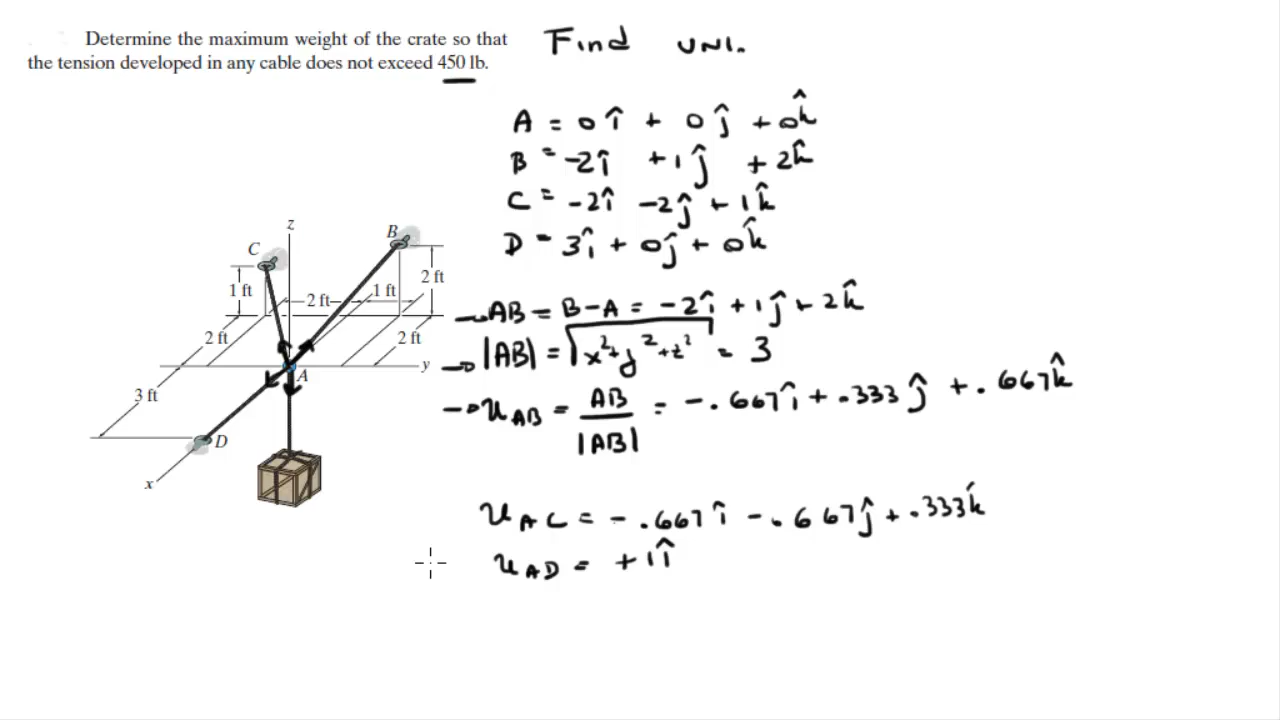 Determine the maximum weight of the crate so that
the tension developed in any cable does not exceed 450 lb.
Find UNI.
A = 0î + 0ĵ + 0k̂
B = -2î +1ĵ + 2k̂
C = -2î -2ĵ + 1k̂
D = 3î + 0ĵ + 0k̂
AB = B-A = -2î + 1ĵ + 2k̂
|AB| = √x²+y²+z² = 3
u_AB = AB/|AB| = -.667î + .333ĵ + .667k̂
u_AC = -.667î -.667ĵ + .333k̂
u_AD = +1î
z
B
C
2 ft
1 ft
2 ft
1 ft
2 ft
2 ft
y
A
3 ft
D
x